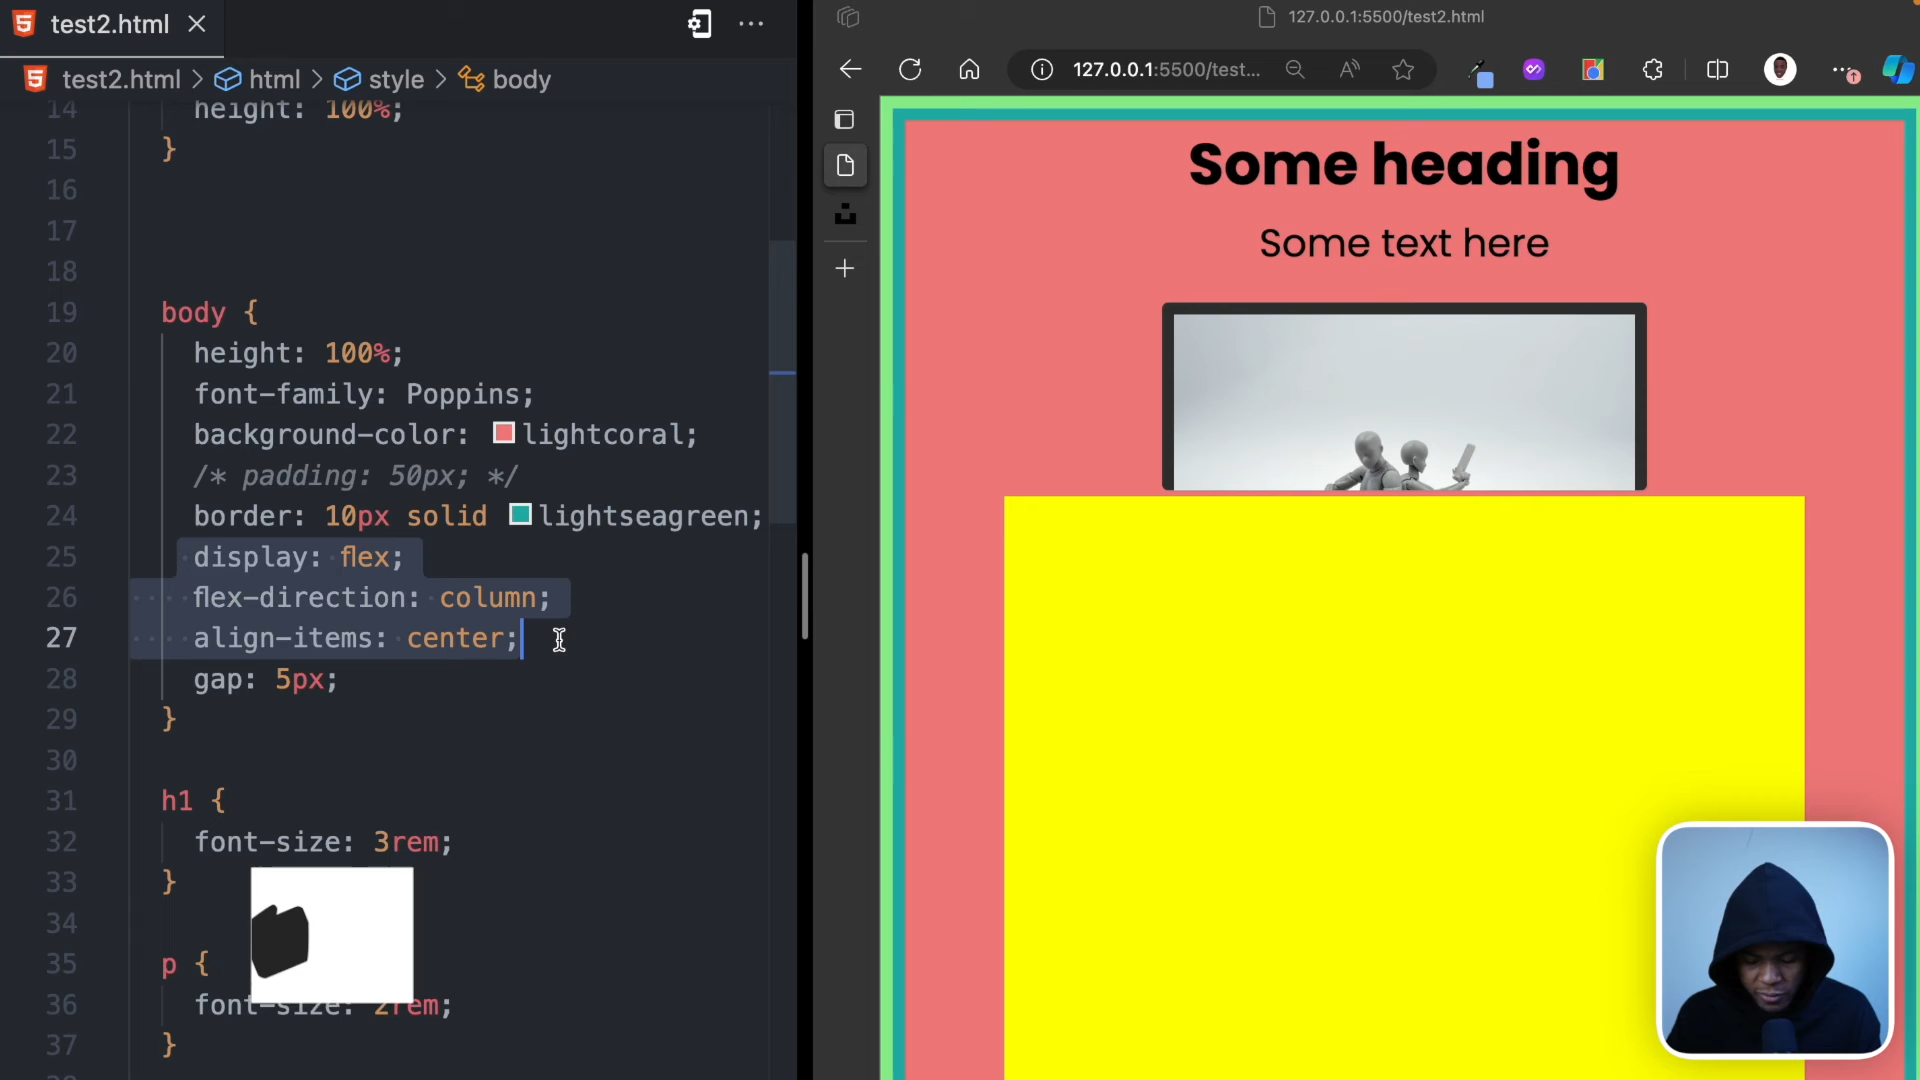 test2.html
test2.html > html > style > body
14 height: 100%;
15 }
16
17
18
19 body {
20 height: 100%;
21 font-family: Poppins;
22 background-color: lightcoral;
23 /* padding: 50px; */
24 border: 10px solid lightseagreen;
25 display: flex;
26 flex-direction: column;
27 align-items: center;
28 gap: 5px;
29 }
30
31 h1 {
32 font-size: 3rem;
33 }
34
35 p {
36 font-size: 2rem;
37 }
127.0.0.1:5500/test2.html
127.0.0.1:5500/test...
Some heading
Some text here